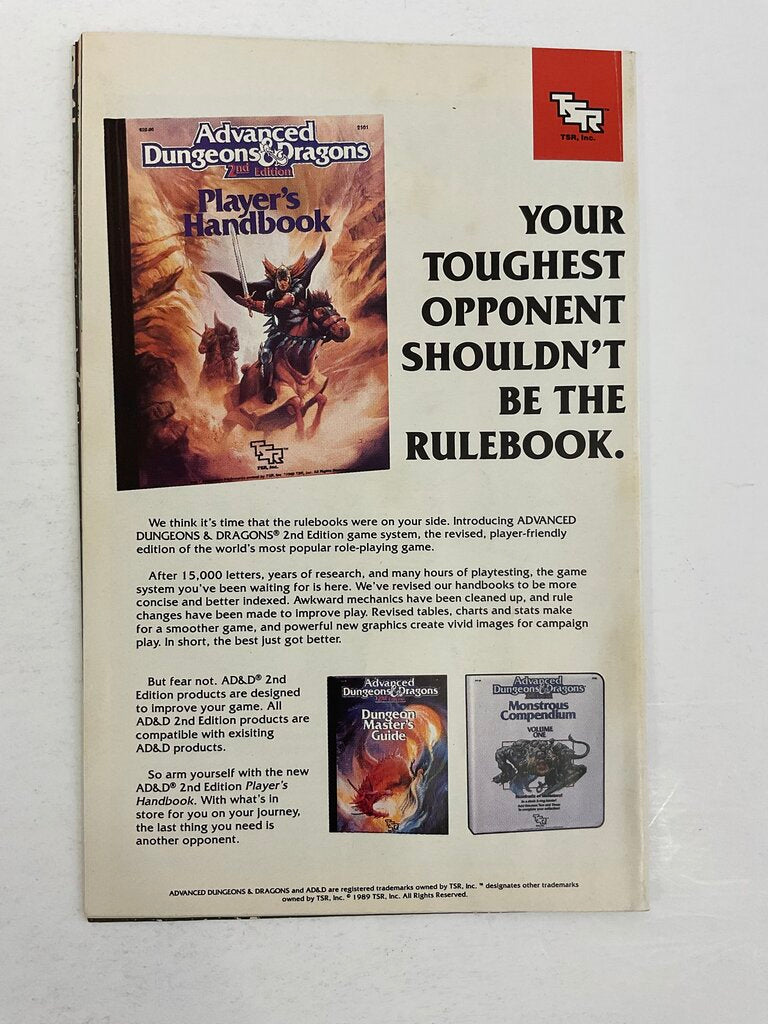 TSR
TSR, Inc.
2101
Advanced
Dungeons & Dragons
2nd Edition
Player's
Handbook
TSR
TSR, Inc.
YOUR
TOUGHEST
OPPONENT
SHOULDN'T
BE THE
RULEBOOK.
We think it's time that the rulebooks were on your side. Introducing ADVANCED
DUNGEONS & DRAGONS® 2nd Edition game system, the revised, player-friendly
edition of the world's most popular role-playing game.
After 15,000 letters, years of research, and many hours of playtesting, the game
system you've been waiting for is here. We've revised our handbooks to be more
concise and better indexed. Awkward mechanics have been cleaned up, and rule
changes have been made to improve play. Revised tables, charts and stats make
for a smoother game, and powerful new graphics create vivid images for campaign
play. In short, the best just got better.
But fear not. AD&D® 2nd
Edition products are designed
to improve your game. All
AD&D 2nd Edition products are
compatible with exisiting
AD&D products.
So arm yourself with the new
AD&D® 2nd Edition Player's
Handbook. With what's in
store for you on your journey,
the last thing you need is
another opponent.
Advanced
Dungeons & Dragons
2nd Edition
Dungeon
Master's
Guide
TSR
Advanced
Dungeons & Dragons
Monstrous
Compendium
VOLUME
ONE
TSR
ADVANCED DUNGEONS & DRAGONS and AD&D are registered trademarks owned by TSR, Inc. ™ designates other trademarks
owned by TSR, Inc. © 1989 TSR, Inc. All Rights Reserved.